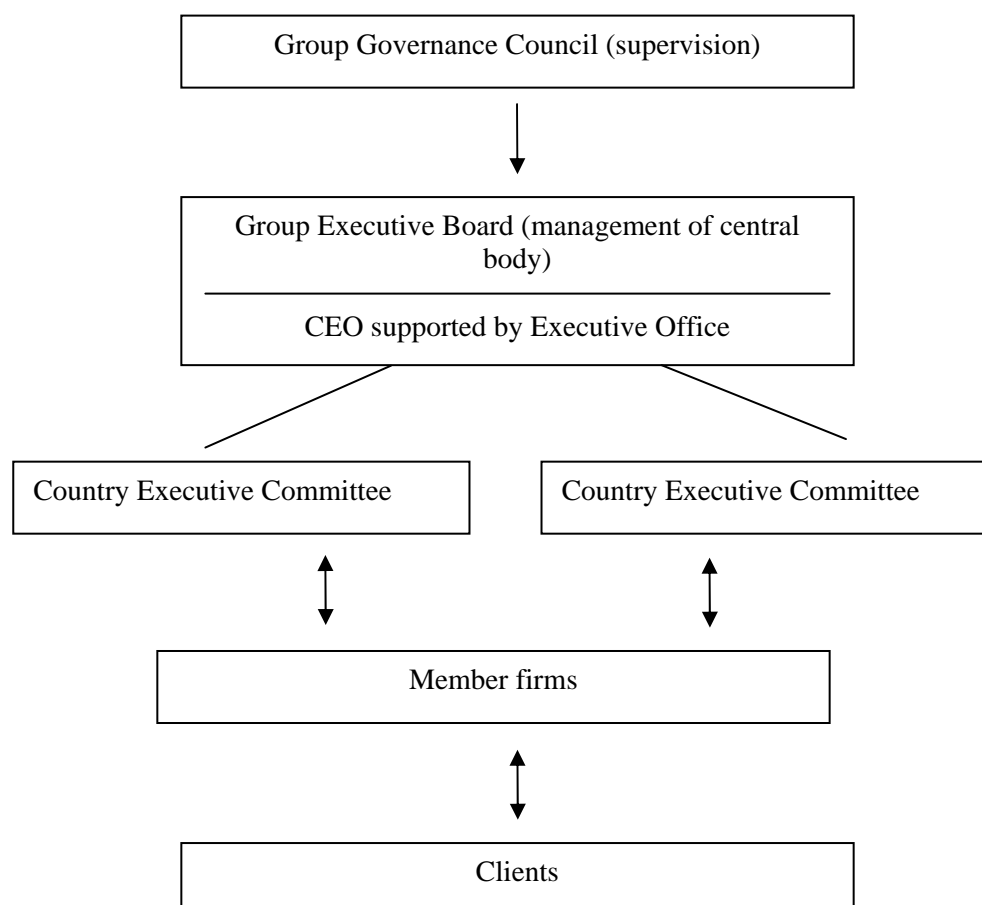 Group Governance Council (supervision)
Group Executive Board (management of central
body)
CEO supported by Executive Office
Country Executive Committee
Country Executive Committee
Member firms
Clients